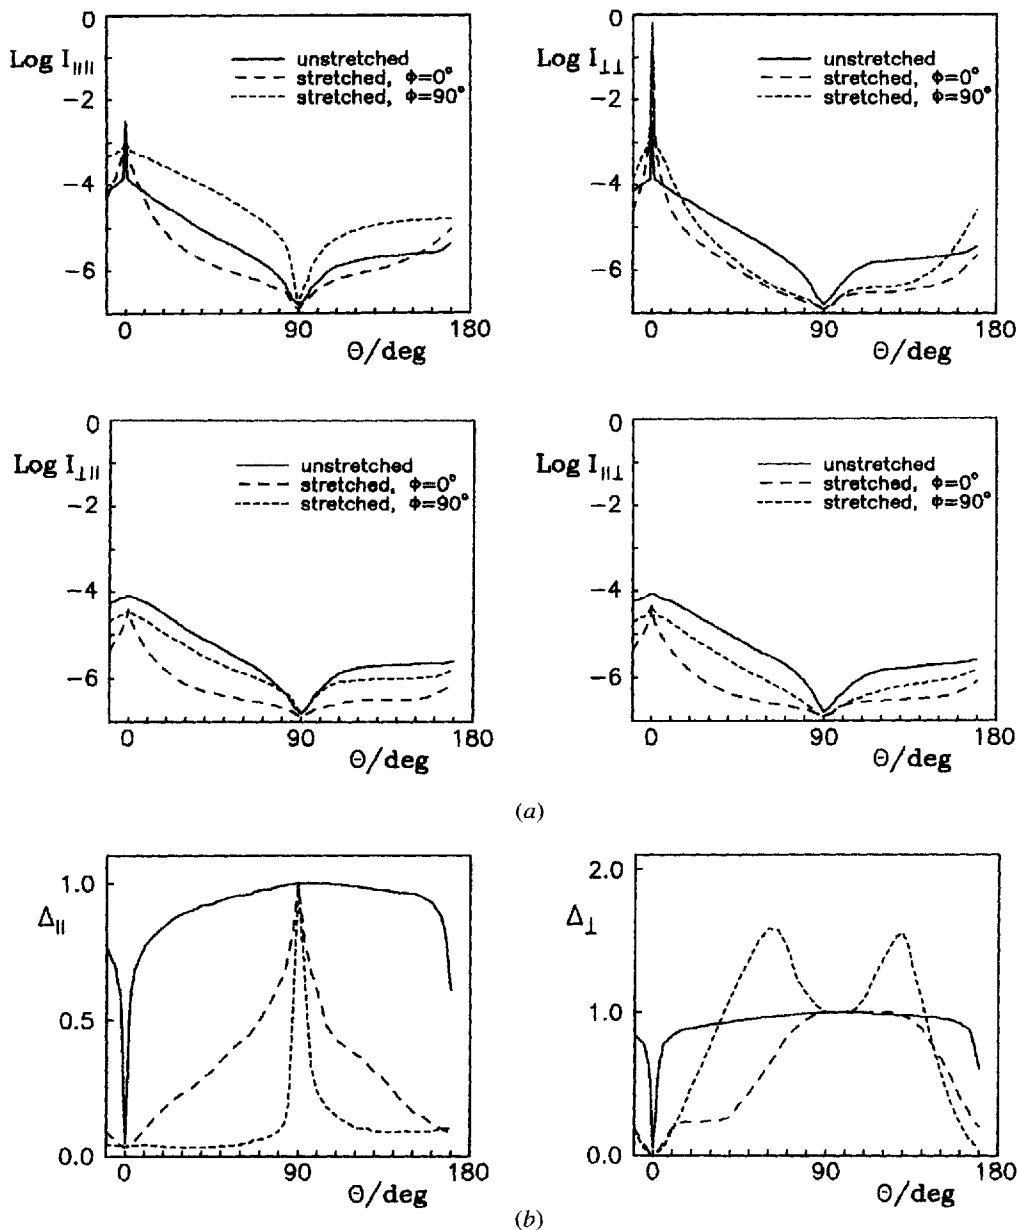 0
Log I∥∥
unstretched
stretched, Φ=0°
stretched, Φ=90°
−2
−4
−6
0
90
180
Θ/deg
0
Log I⊥⊥
unstretched
stretched, Φ=0°
stretched, Φ=90°
−2
−4
−6
0
90
180
Θ/deg
0
Log I⊥∥
unstretched
stretched, Φ=0°
stretched, Φ=90°
−2
−4
−6
0
90
180
Θ/deg
0
Log I∥⊥
unstretched
stretched, Φ=0°
stretched, Φ=90°
−2
−4
−6
0
90
180
Θ/deg
(a)
1.0
Δ∥
0.5
0.0
0
90
180
Θ/deg
2.0
Δ⊥
1.0
0.0
0
90
180
Θ/deg
(b)